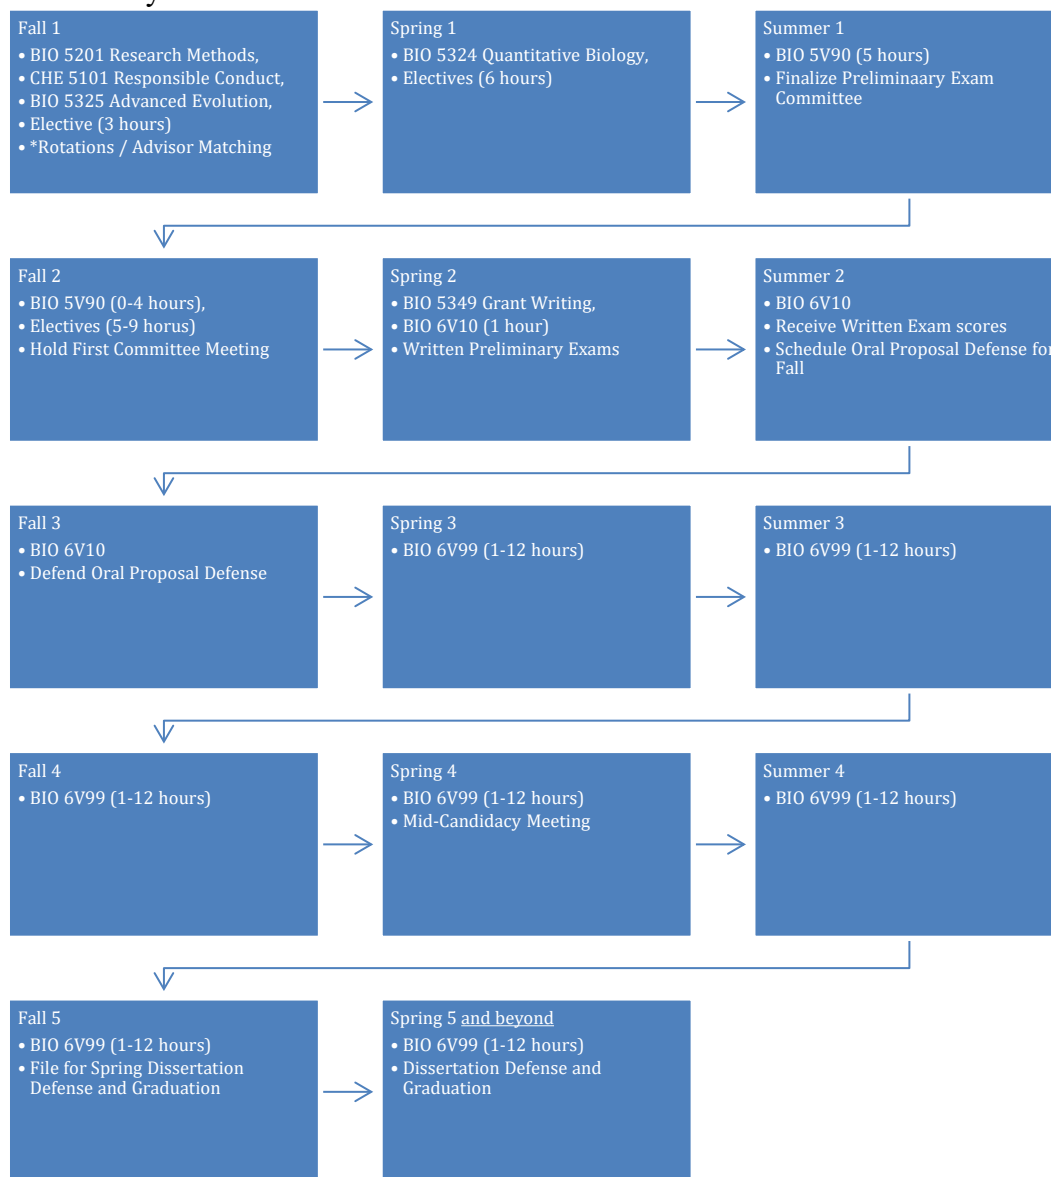 Fall 1
• BIO 5201 Research Methods,
• CHE 5101 Responsible Conduct,
• BIO 5325 Advanced Evolution,
• Elective (3 hours)
• *Rotations / Advisor Matching
Spring 1
• BIO 5324 Quantitative Biology,
• Electives (6 hours)
Summer 1
• BIO 5V90 (5 hours)
• Finalize Preliminaary Exam
Committee
Fall 2
• BIO 5V90 (0-4 hours),
• Electives (5-9 horus)
• Hold First Committee Meeting
Spring 2
• BIO 5349 Grant Writing,
• BIO 6V10 (1 hour)
• Written Preliminary Exams
Summer 2
• BIO 6V10
• Receive Written Exam scores
• Schedule Oral Proposal Defense for
Fall
Fall 3
• BIO 6V10
• Defend Oral Proposal Defense
Spring 3
• BIO 6V99 (1-12 hours)
Summer 3
• BIO 6V99 (1-12 hours)
Fall 4
• BIO 6V99 (1-12 hours)
Spring 4
• BIO 6V99 (1-12 hours)
• Mid-Candidacy Meeting
Summer 4
• BIO 6V99 (1-12 hours)
Fall 5
• BIO 6V99 (1-12 hours)
• File for Spring Dissertation
Defense and Graduation
Spring 5 and beyond
• BIO 6V99 (1-12 hours)
• Dissertation Defense and
Graduation